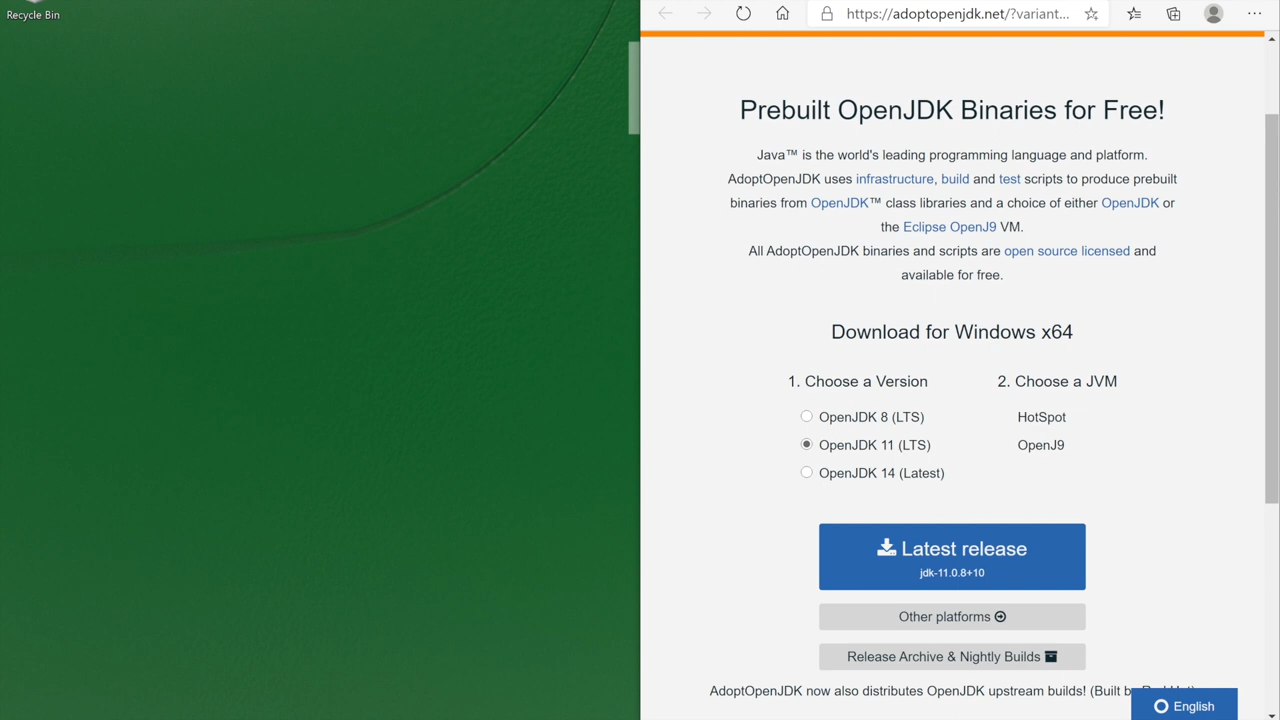 Recycle Bin
https://adoptopenjdk.net/?variant...
Prebuilt OpenJDK Binaries for Free!
Java™ is the world's leading programming language and platform.
AdoptOpenJDK uses infrastructure, build and test scripts to produce prebuilt
binaries from OpenJDK™ class libraries and a choice of either OpenJDK or
the Eclipse OpenJ9 VM.
All AdoptOpenJDK binaries and scripts are open source licensed and
available for free.
Download for Windows x64
1. Choose a Version
2. Choose a JVM
OpenJDK 8 (LTS)
HotSpot
OpenJDK 11 (LTS)
OpenJ9
OpenJDK 14 (Latest)
Latest release
jdk-11.0.8+10
Other platforms
Release Archive & Nightly Builds
AdoptOpenJDK now also distributes OpenJDK upstream builds! (Built by Red Hat)
English